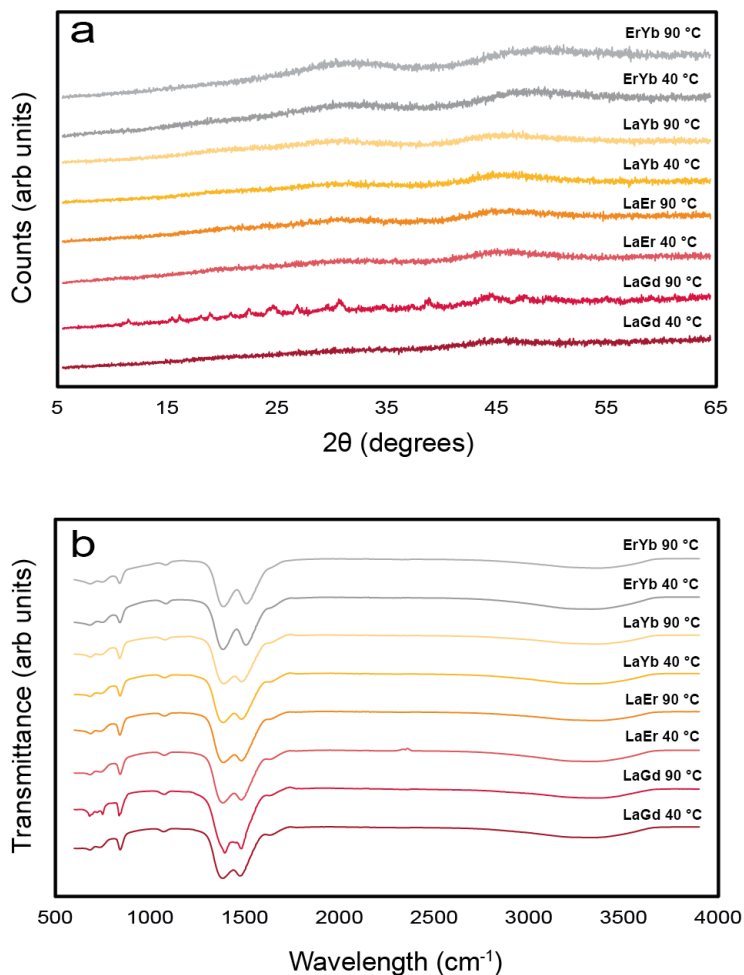 a
ErYb 90 °C
ErYb 40 °C
LaYb 90 °C
LaYb 40 °C
LaEr 90 °C
LaEr 40 °C
LaGd 90 °C
LaGd 40 °C
Counts (arb units)
5 15 25 35 45 55 65
2θ (degrees)
b
ErYb 90 °C
ErYb 40 °C
LaYb 90 °C
LaYb 40 °C
LaEr 90 °C
LaEr 40 °C
LaGd 90 °C
LaGd 40 °C
Transmittance (arb units)
500 1000 1500 2000 2500 3000 3500 4000
Wavelength (cm⁻¹)